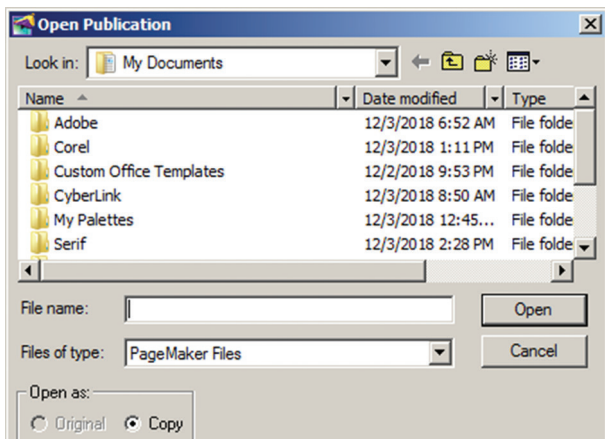 Open Publication
Look in: My Documents
Name Date modified Type
Adobe 12/3/2018 6:52 AM File folde
Corel 12/3/2018 1:11 PM File folde
Custom Office Templates 12/2/2018 9:53 PM File folde
CyberLink 12/3/2018 8:50 AM File folde
My Palettes 12/3/2018 12:45... File folde
Serif 12/3/2018 2:28 PM File folde
File name: Open
Files of type: PageMaker Files Cancel
Open as:
Original Copy